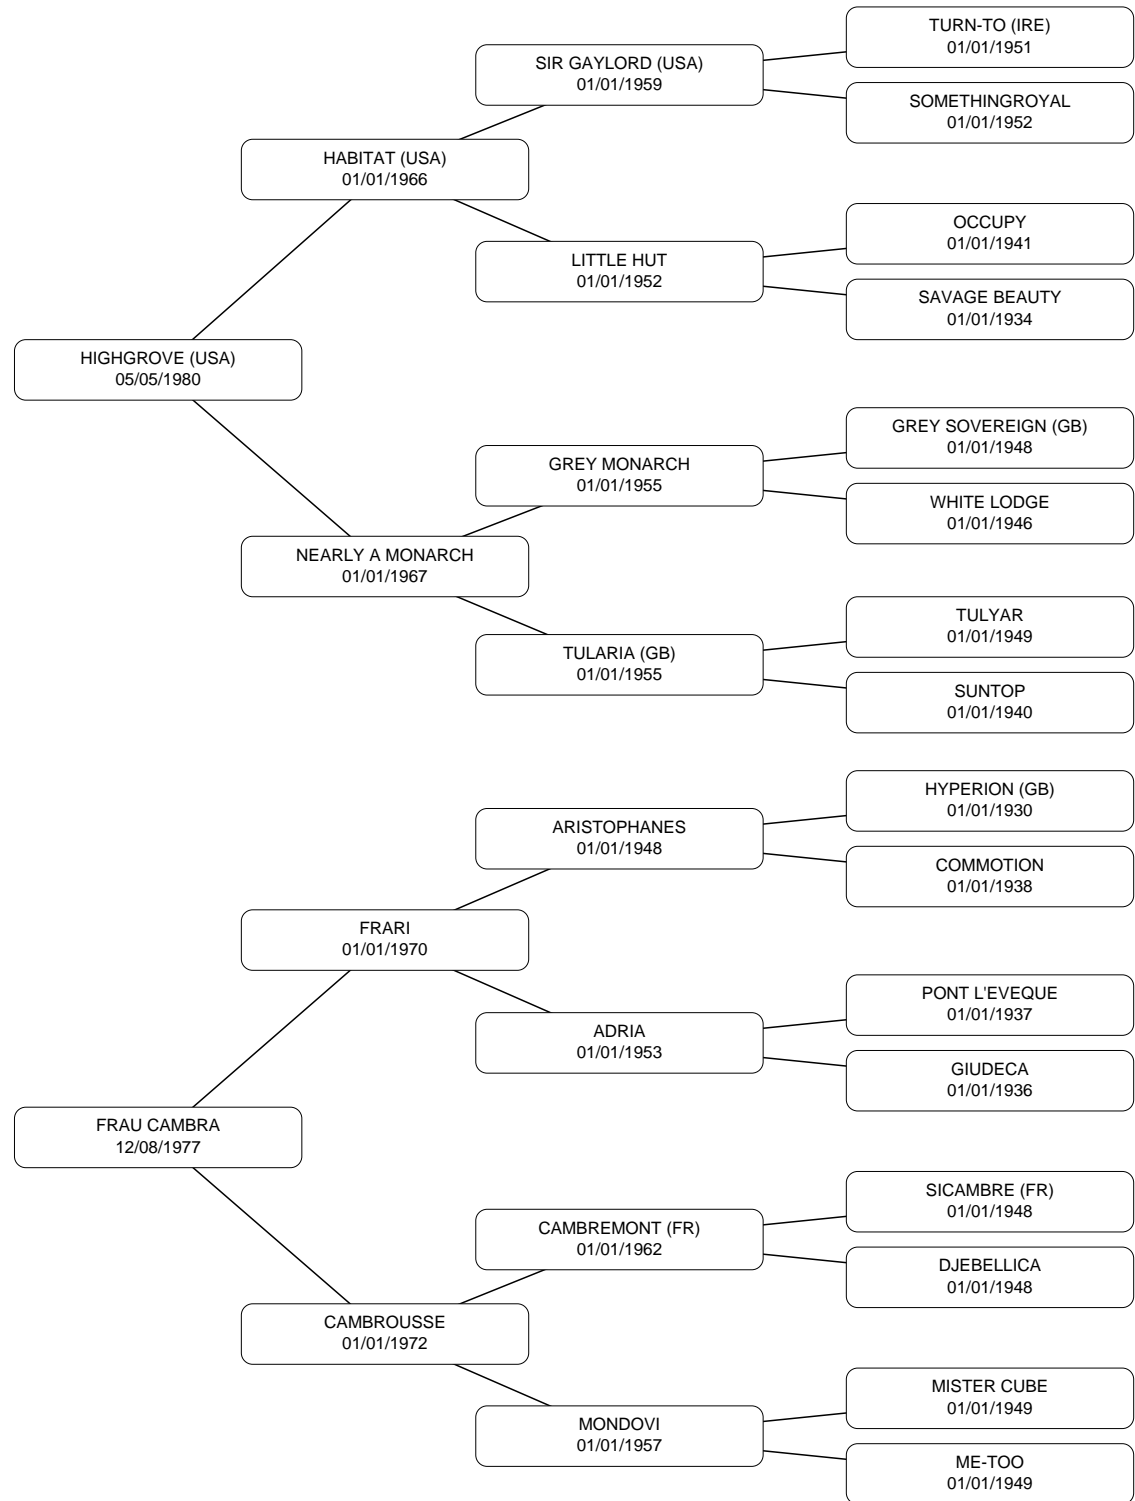 TURN-TO (IRE)
01/01/1951
SIR GAYLORD (USA)
01/01/1959
SOMETHINGROYAL
01/01/1952
HABITAT (USA)
01/01/1966
OCCUPY
01/01/1941
LITTLE HUT
01/01/1952
SAVAGE BEAUTY
01/01/1934
HIGHGROVE (USA)
05/05/1980
GREY SOVEREIGN (GB)
01/01/1948
GREY MONARCH
01/01/1955
WHITE LODGE
01/01/1946
NEARLY A MONARCH
01/01/1967
TULYAR
01/01/1949
TULARIA (GB)
01/01/1955
SUNTOP
01/01/1940
HYPERION (GB)
01/01/1930
ARISTOPHANES
01/01/1948
COMMOTION
01/01/1938
FRARI
01/01/1970
PONT L'EVEQUE
01/01/1937
ADRIA
01/01/1953
GIUDECA
01/01/1936
FRAU CAMBRA
12/08/1977
SICAMBRE (FR)
01/01/1948
CAMBREMONT (FR)
01/01/1962
DJEBELLICA
01/01/1948
CAMBROUSSE
01/01/1972
MISTER CUBE
01/01/1949
MONDOVI
01/01/1957
ME-TOO
01/01/1949